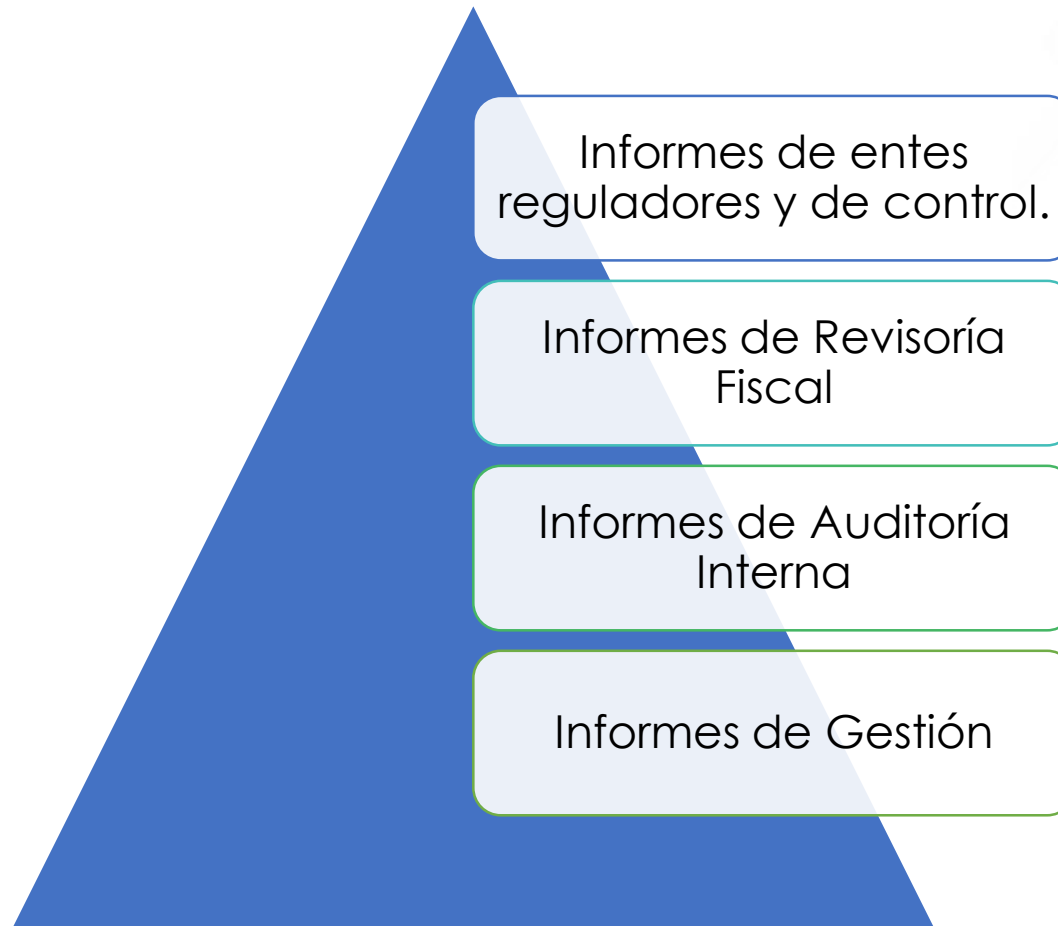 Informes de entes
reguladores y de control.
Informes de Revisoría
Fiscal
Informes de Auditoría
Interna
Informes de Gestión